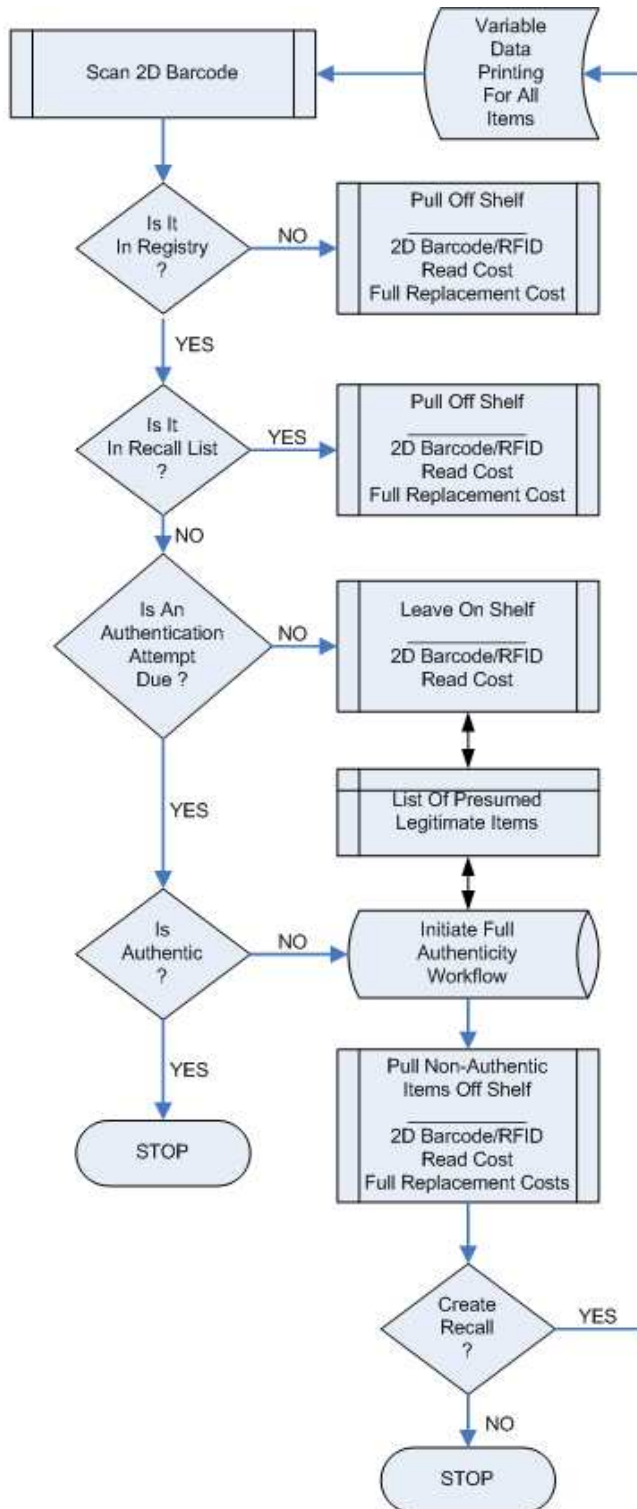 Scan 2D Barcode
Variable
Data
Printing
For All
Items
Is It
In Registry
?
NO
Pull Off Shelf
2D Barcode/RFID
Read Cost
Full Replacement Cost
YES
Is It
In Recall List
?
YES
Pull Off Shelf
2D Barcode/RFID
Read Cost
Full Replacement Cost
NO
Is An
Authentication
Attempt
Due ?
NO
Leave On Shelf
2D Barcode/RFID
Read Cost
YES
List Of Presumed
Legitimate Items
Is
Authentic
?
NO
Initiate Full
Authenticity
Workflow
YES
STOP
Pull Non-Authentic
Items Off Shelf
2D Barcode/RFID
Read Cost
Full Replacement Costs
Create
Recall
?
YES
NO
STOP